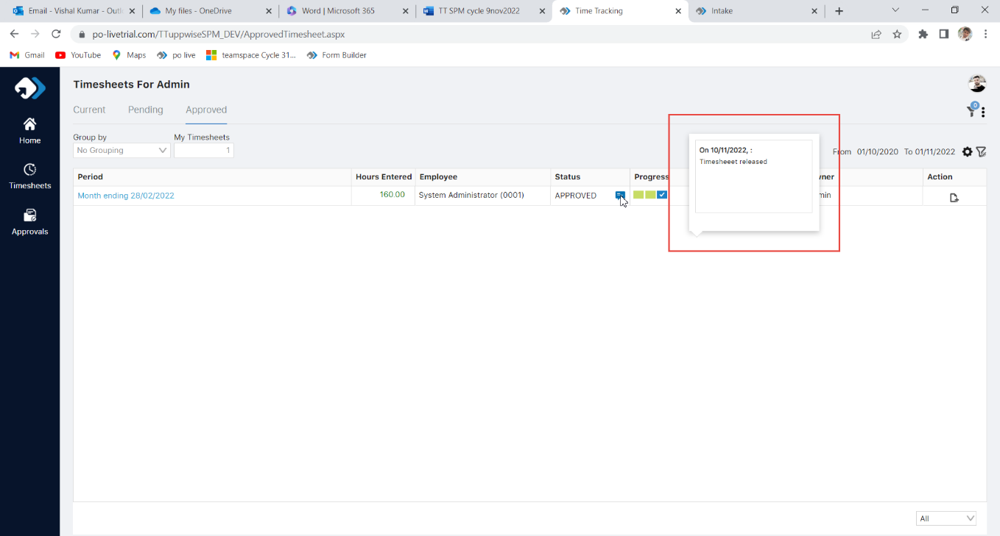 Email - Vishal Kumar - Outl
My files - OneDrive
Word | Microsoft 365
TT SPM cycle 9nov2022
Time Tracking
Intake
po-livetrial.com/TTuppwiseSPM_DEV/ApprovedTimesheet.aspx
Gmail
YouTube
Maps
po live
teamspace Cycle 31...
Form Builder
Timesheets For Admin
Current
Pending
Approved
0
Home
Timesheets
Approvals
Group by
My Timesheets
No Grouping
1
From 01/10/2020 To 01/11/2022
On 10/11/2022, :
Timesheeet released
Period
Hours Entered
Employee
Status
Progress
wner
Action
Month ending 28/02/2022
160.00
System Administrator (0001)
APPROVED
min
All